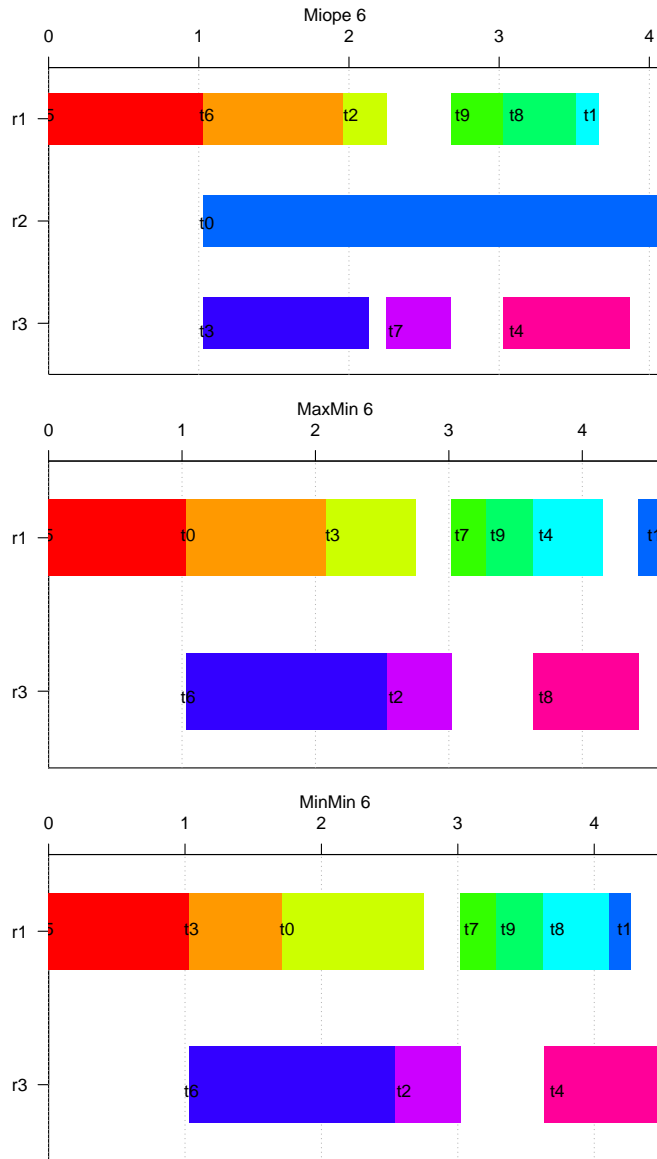 Miope 6
0 1 2 3 4
r1 t6 t2 t9 t8 t1
r2 t0
r3 t3 t7 t4
MaxMin 6
0 1 2 3 4
r1 t0 t3 t7 t9 t4 t1
r3 t6 t2 t8
MinMin 6
0 1 2 3 4
r1 t3 t0 t7 t9 t8 t1
r3 t6 t2 t4